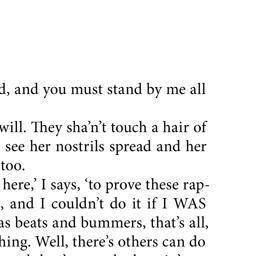 d, and you must stand by me all
will. They sha’n’t touch a hair of
see her nostrils spread and her
too.
here,’ I says, ‘to prove these rap-
, and I couldn’t do it if I WAS
as beats and bummers, that’s all,
hing. Well, there’s others can do